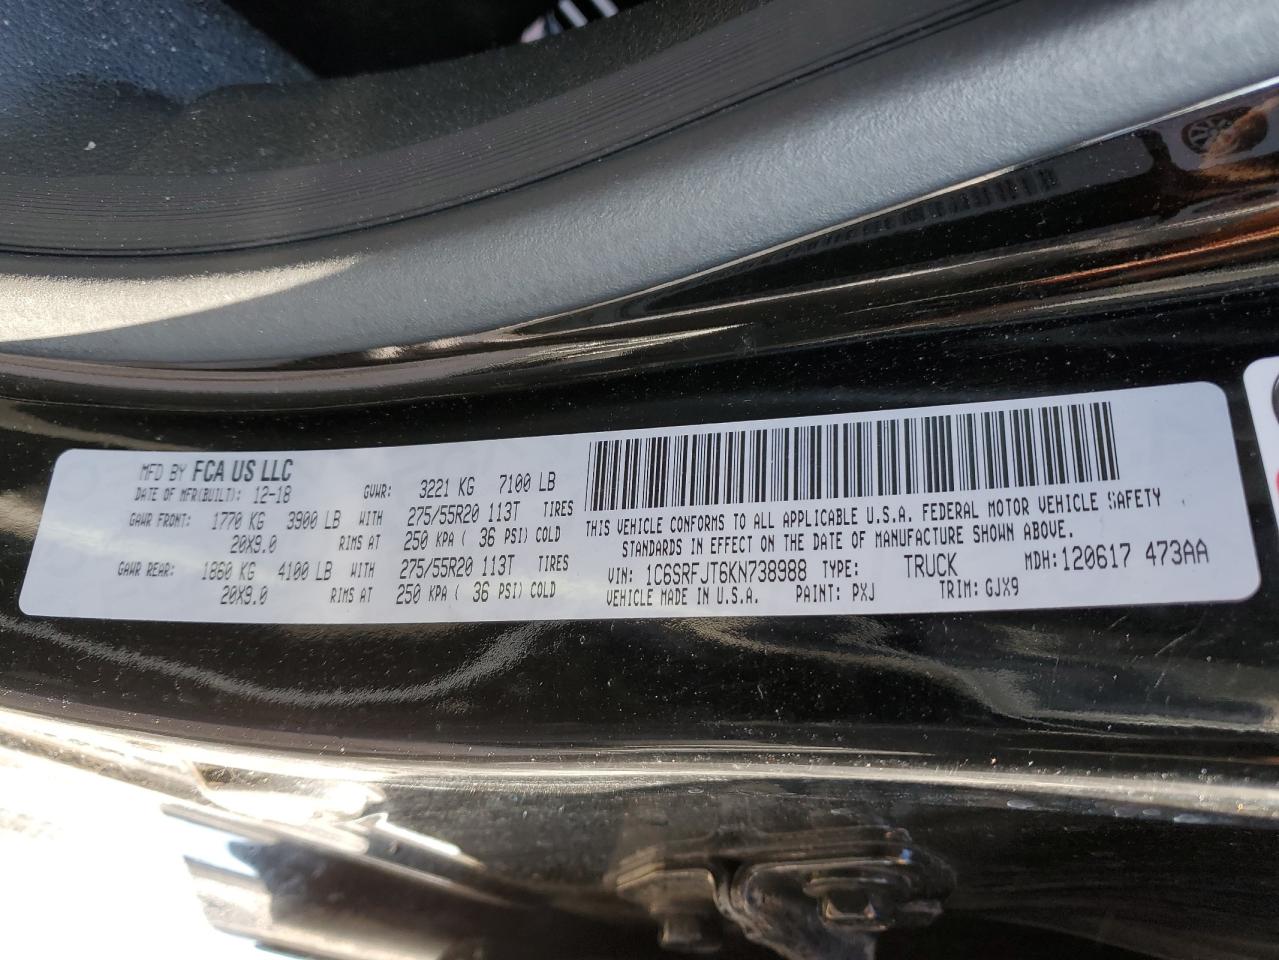 MFD BY FCA US LLC
DATE OF MFR(BUILT): 12-18 GVWR: 3221 KG 7100 LB
GAWR FRONT: 1770 KG 3900 LB WITH 275/55R20 113T TIRES
20X9.0 RIMS AT 250 KPA ( 36 PSI) COLD
GAWR REAR: 1860 KG 4100 LB WITH 275/55R20 113T TIRES
20X9.0 RIMS AT 250 KPA ( 36 PSI) COLD
THIS VEHICLE CONFORMS TO ALL APPLICABLE U.S.A. FEDERAL MOTOR VEHICLE SAFETY
STANDARDS IN EFFECT ON THE DATE OF MANUFACTURE SHOWN ABOVE.
VIN: 1C6SRFJT6KN738988 TYPE: TRUCK MDH: 120617 473AA
VEHICLE MADE IN U.S.A. PAINT: PXJ TRIM: GJX9